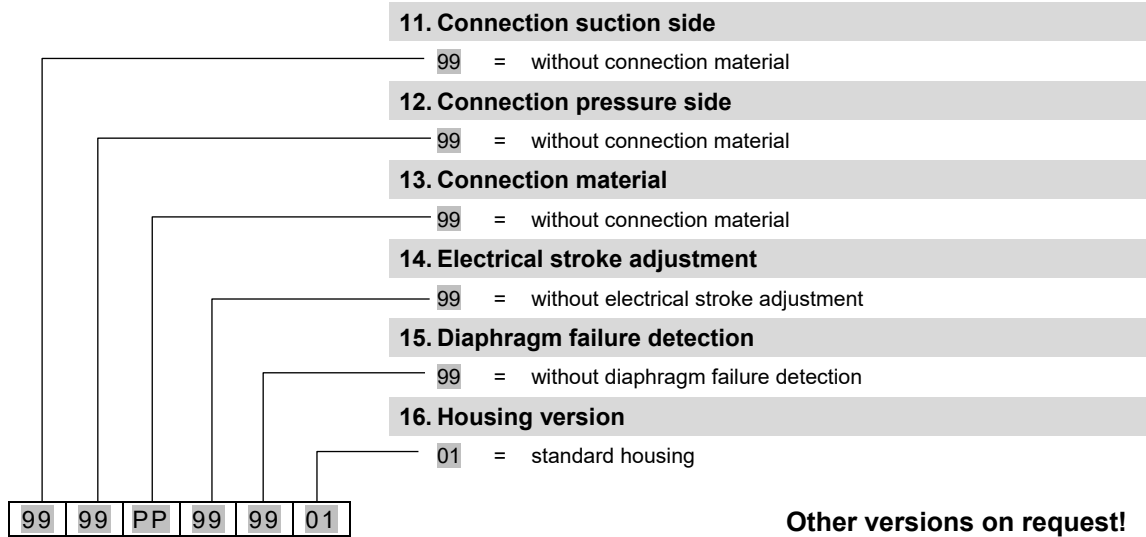 11. Connection suction side
99 = without connection material
12. Connection pressure side
99 = without connection material
13. Connection material
99 = without connection material
14. Electrical stroke adjustment
99 = without electrical stroke adjustment
15. Diaphragm failure detection
99 = without diaphragm failure detection
16. Housing version
01 = standard housing
99 99 PP 99 99 01
Other versions on request!